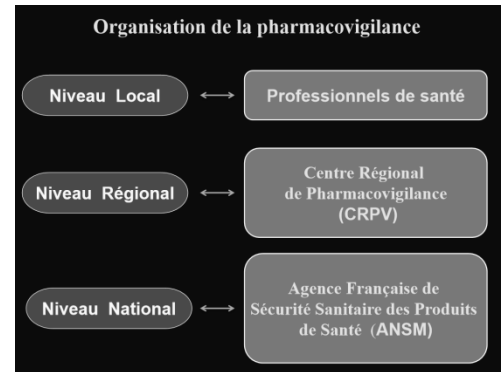 Organisation de la pharmacovigilance
Niveau Local
Professionnels de santé
Niveau Régional
Centre Régional
de Pharmacovigilance
(CRPV)
Niveau National
Agence Française de
Sécurité Sanitaire des Produits
de Santé (ANSM)